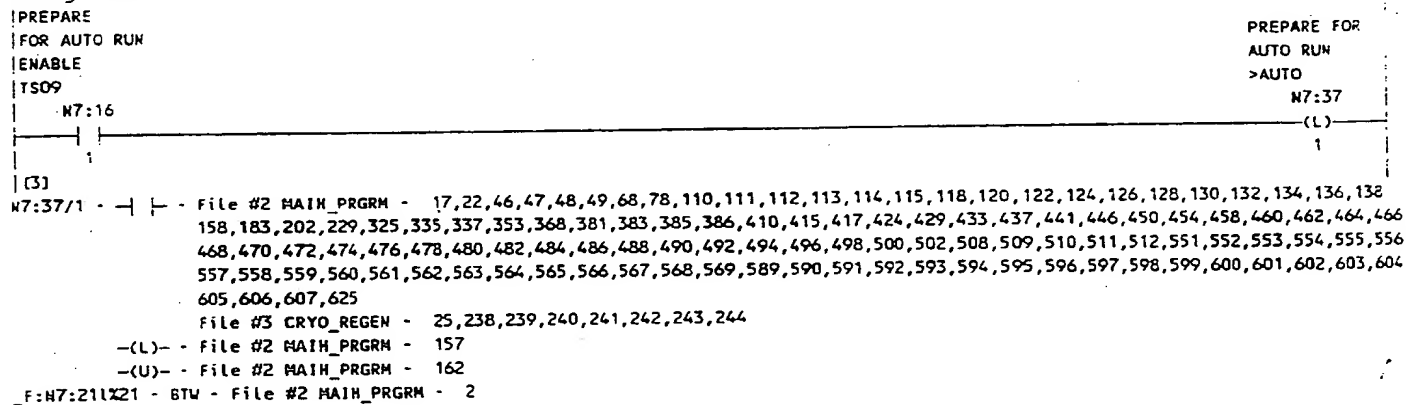 PREPARE
FOR AUTO RUN
ENABLE
TS09
N7:16
1
PREPARE FOR
AUTO RUN
>AUTO
N7:37
(L)
1
[3]
N7:37/1 - ┤ ├ - File #2 MAIN_PRGRM - 17,22,46,47,48,49,68,78,110,111,112,113,114,115,118,120,122,124,126,128,130,132,134,136,138
158,183,202,229,325,335,337,353,368,381,383,385,386,410,415,417,424,429,433,437,441,446,450,454,458,460,462,464,466
468,470,472,474,476,478,480,482,484,486,488,490,492,494,496,498,500,502,508,509,510,511,512,551,552,553,554,555,556
557,558,559,560,561,562,563,564,565,566,567,568,569,589,590,591,592,593,594,595,596,597,598,599,600,601,602,603,604
605,606,607,625
File #3 CRYO_REGEN - 25,238,239,240,241,242,243,244
-(L)- - File #2 MAIN_PRGRM - 157
-(U)- - File #2 MAIN_PRGRM - 162
F:N7:211%21 - BTW - File #2 MAIN_PRGRM - 2